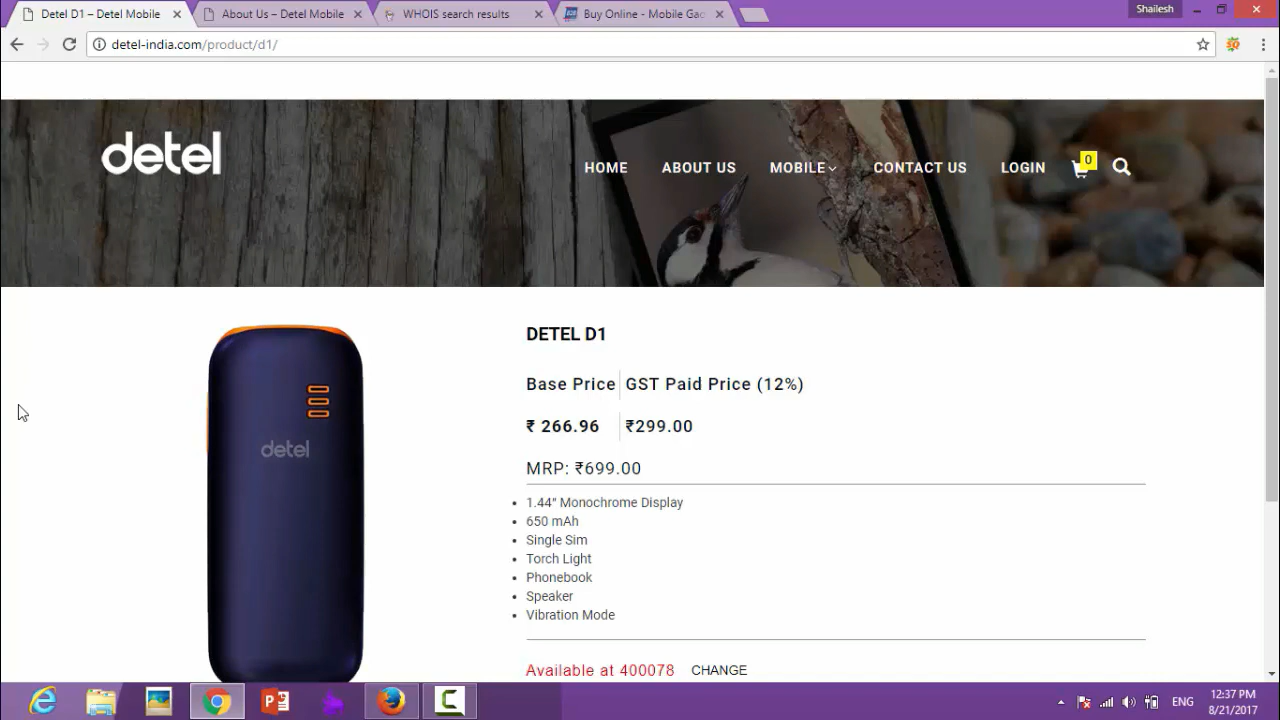 Detel D1 – Detel Mobile
About Us – Detel Mobile
WHOIS search results
Buy Online - Mobile Gac
Shailesh
detel-india.com/product/d1/
detel
HOME ABOUT US MOBILE CONTACT US LOGIN 0
detel
DETEL D1
Base Price GST Paid Price (12%)
₹ 266.96 ₹299.00
MRP: ₹699.00
1.44" Monochrome Display
650 mAh
Single Sim
Torch Light
Phonebook
Speaker
Vibration Mode
Available at 400078 CHANGE
ENG
12:37 PM
8/21/2017